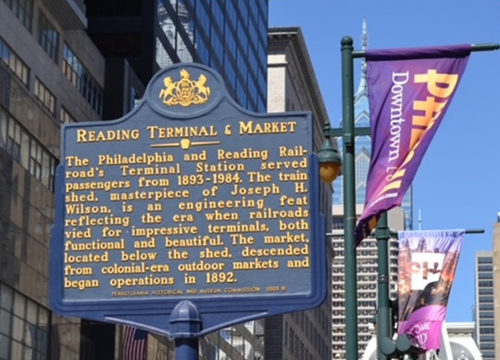 READING TERMINAL & MARKET
The Philadelphia and Reading Rail-
road's Terminal Station served
passengers from 1893-1984. The train
shed, masterpiece of Joseph H.
Wilson, is an engineering feat
reflecting the era when railroads
vied for impressive terminals, both
functional and beautiful. The market,
located below the shed, descended
from colonial-era outdoor markets and
began operations in 1892.
PENNSYLVANIA HISTORICAL AND MUSEUM COMMISSION 2003
Downtown